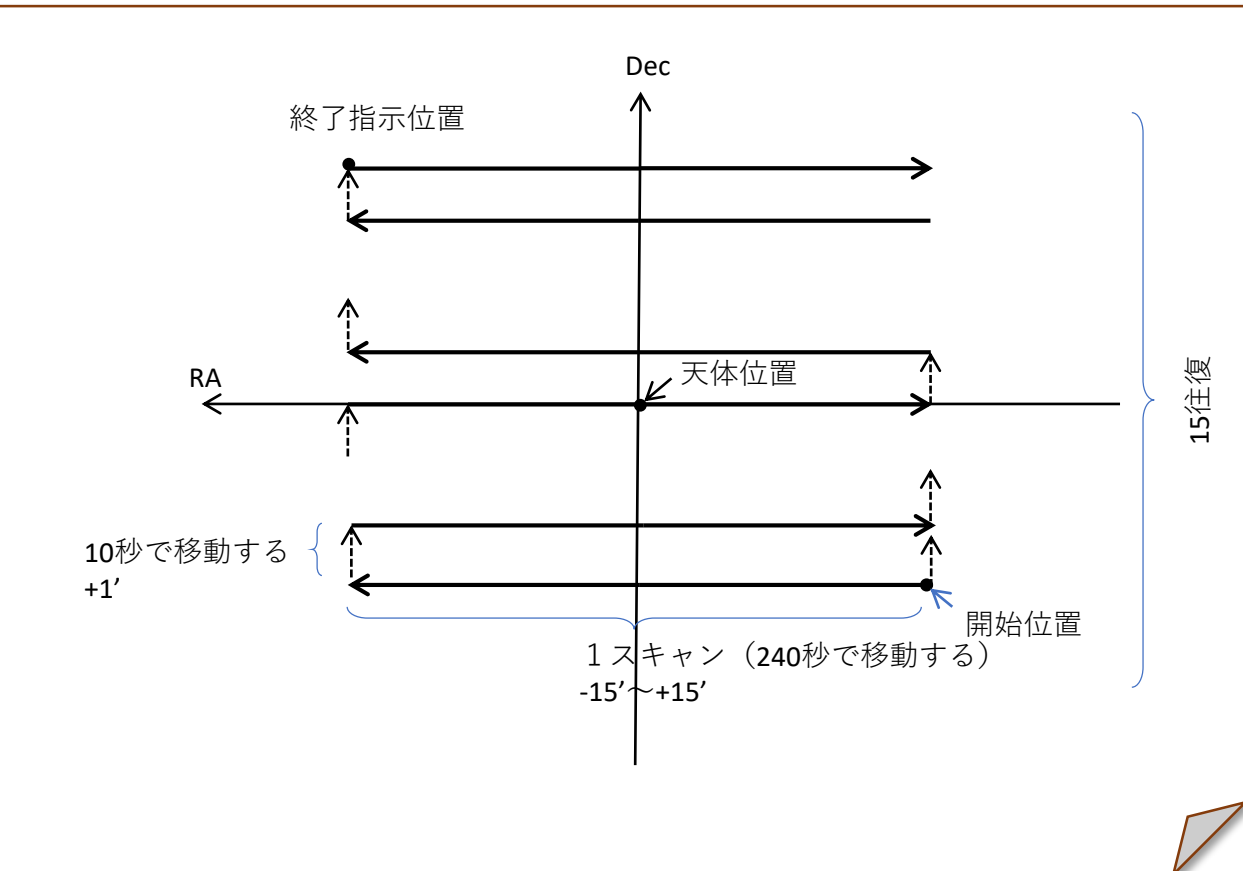 Dec
終了指示位置
天体位置
RA
15往復
10秒で移動する
+1’
開始位置
１スキャン（240秒で移動する）
-15’～+15’